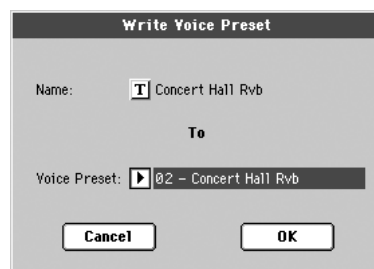 Write Voice Preset
Name: T Concert Hall Rvb
To
Voice Preset: 02 - Concert Hall Rvb
Cancel OK